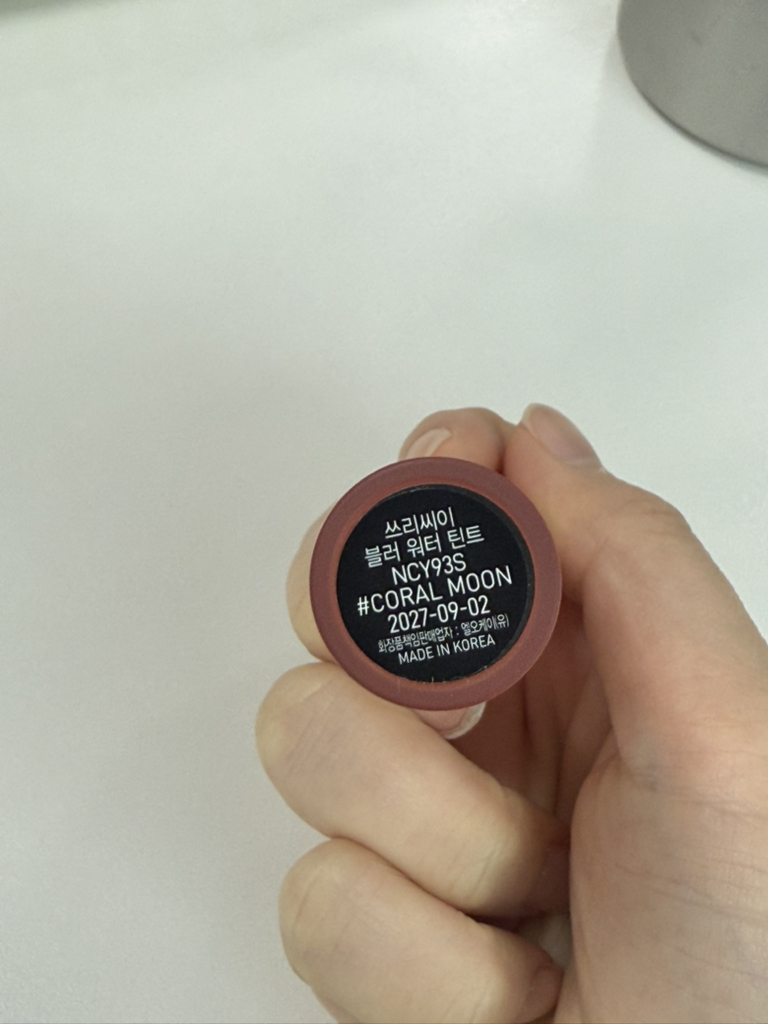 쓰리씨이
블러 워터 틴트
NCY93S
#CORAL MOON
2027-09-02
화장품책임판매업자 : 엘오케이(유)
MADE IN KOREA